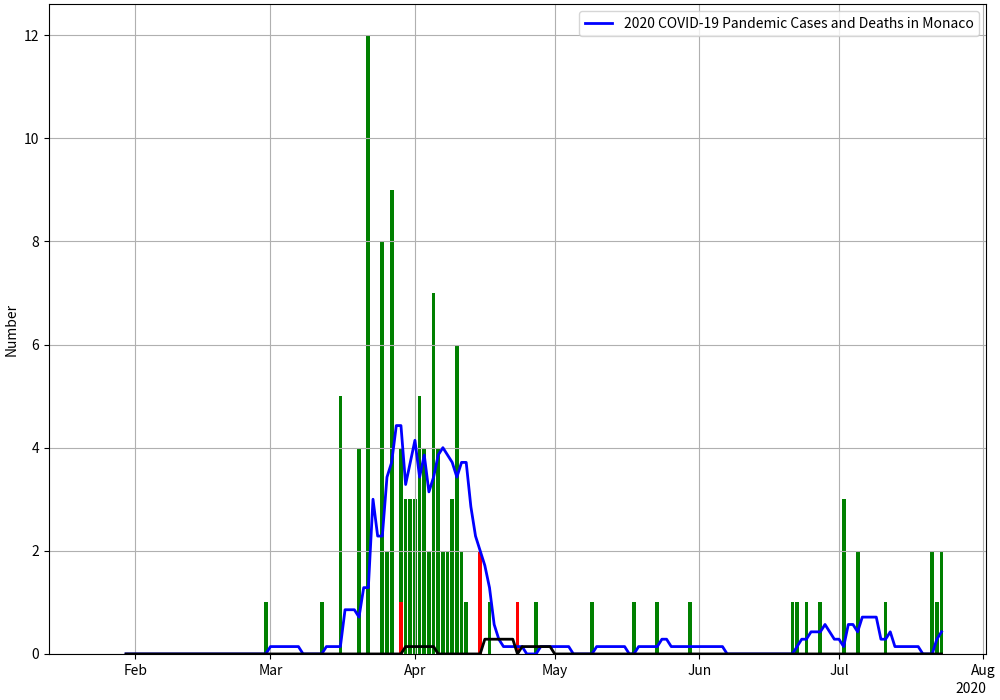 2020 COVID-19 Pandemic Cases and Deaths in Monaco
12
10
8
6
4
2
0
Number
Feb
Mar
Apr
May
Jun
Jul
Aug
2020